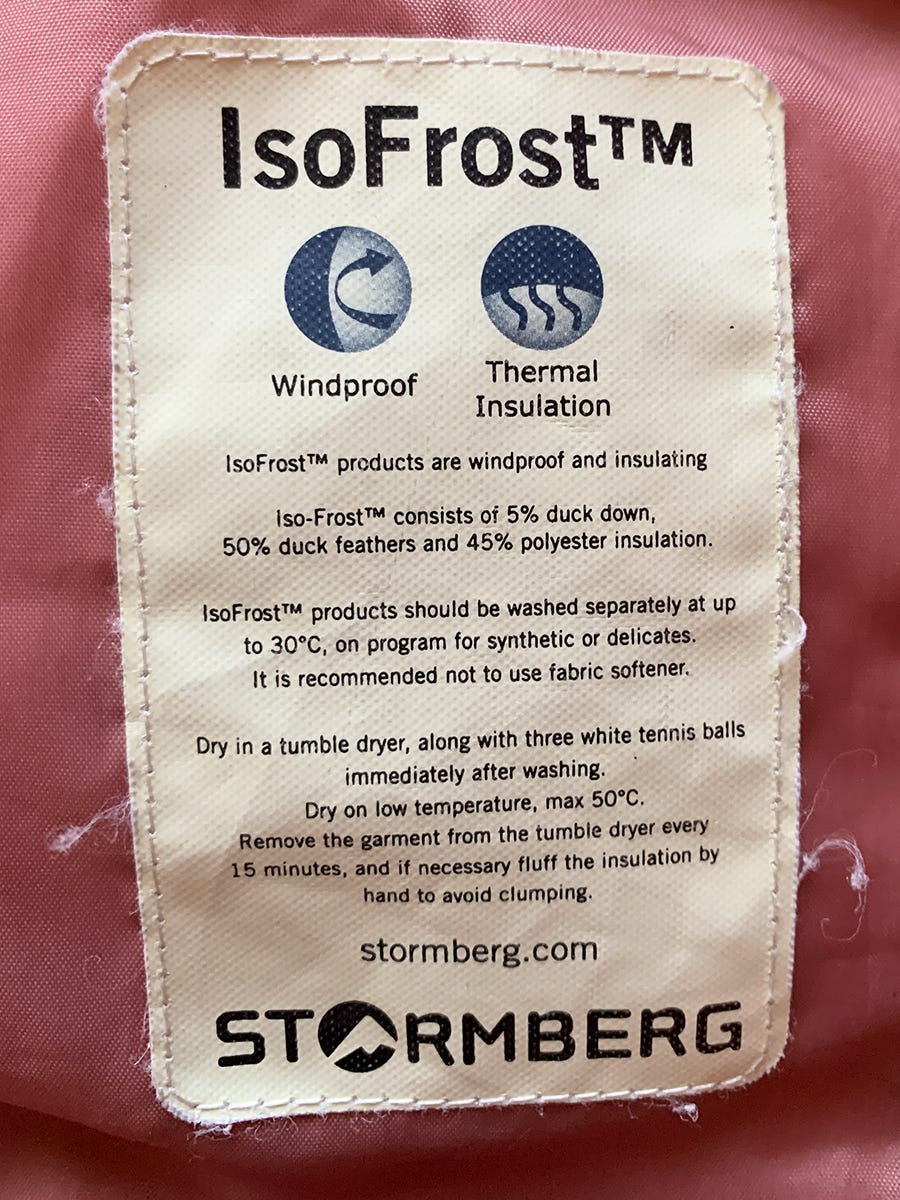 IsoFrost™
Windproof
Thermal
Insulation
IsoFrost™ products are windproof and insulating
Iso-Frost™ consists of 5% duck down,
50% duck feathers and 45% polyester insulation.
IsoFrost™ products should be washed separately at up
to 30°C, on program for synthetic or delicates.
It is recommended not to use fabric softener.
Dry in a tumble dryer, along with three white tennis balls
immediately after washing.
Dry on low temperature, max 50°C.
Remove the garment from the tumble dryer every
15 minutes, and if necessary fluff the insulation by
hand to avoid clumping.
stormberg.com
STORMBERG